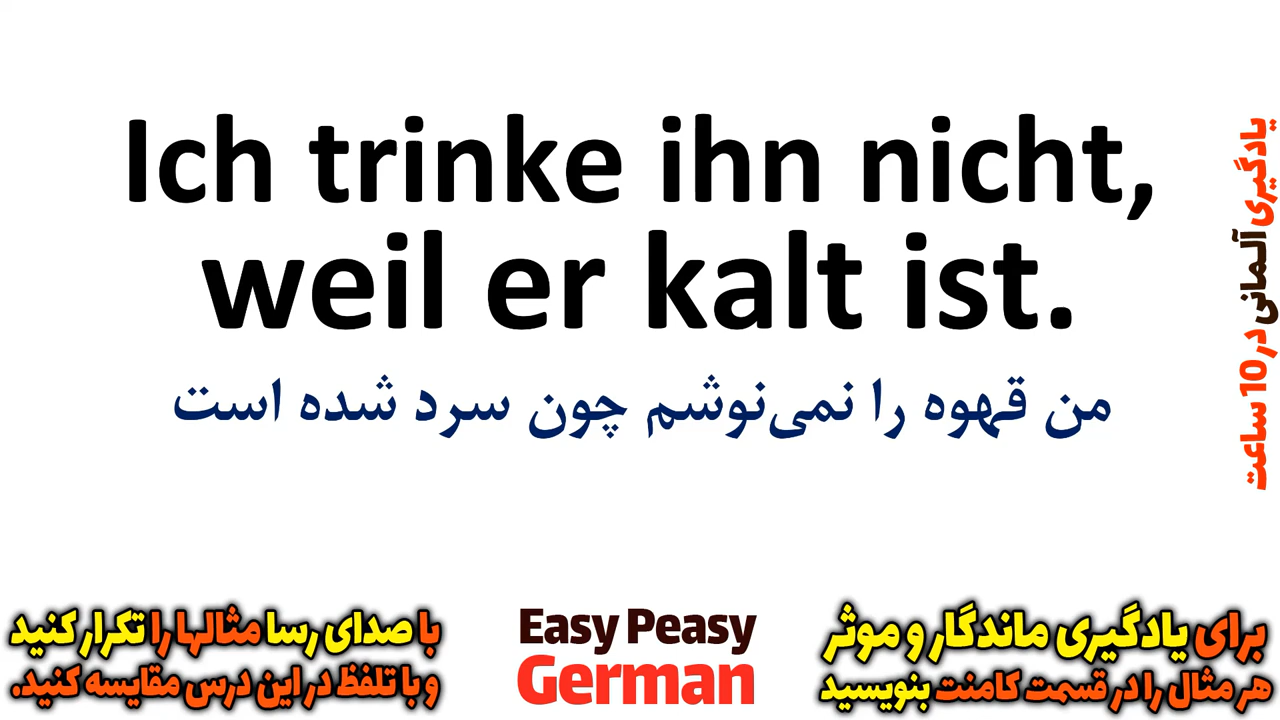 Ich trinke ihn nicht,
weil er kalt ist.
من قهوه را نمی‌نوشم چون سرد شده است
یادگیری آلمانی در 10 ساعت
برای یادگیری ماندگار و موثر
هر مثال را در قسمت کامنت بنویسید
Easy Peasy
German
با صدای رسا مثالها را تکرار کنید
و با تلفظ در این درس مقایسه کنید.